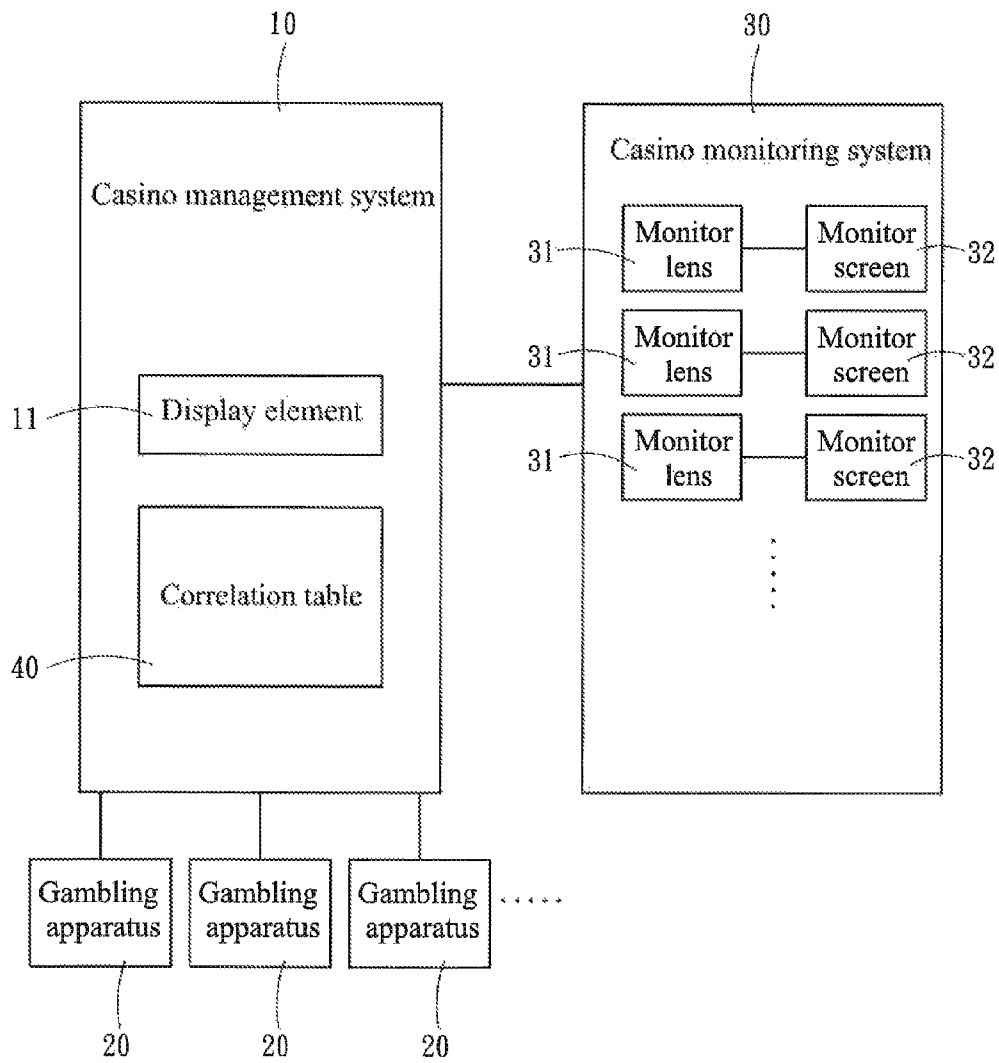 10
30
Casino management system
Casino monitoring system
31
Monitor
lens
Monitor
screen
32
31
Monitor
lens
Monitor
screen
32
31
Monitor
lens
Monitor
screen
32
11
Display element
Correlation table
40
Gambling
apparatus
Gambling
apparatus
Gambling
apparatus
20
20
20